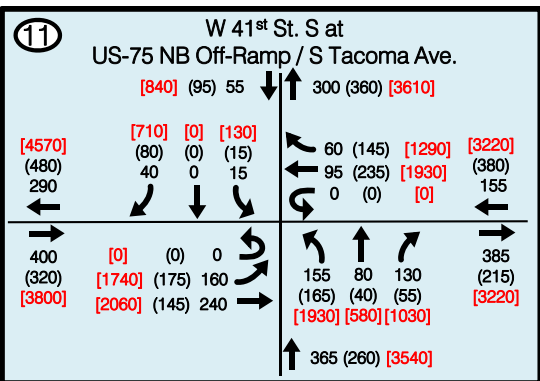 11
W 41st St. S at
US-75 NB Off-Ramp / S Tacoma Ave.
[840] (95) 55
300 (360) [3610]
[4570]
(480)
290
[710] [0] [130]
(80) (0) (15)
40 0 15
60 (145) [1290]
95 (235) [1930]
0 (0) [0]
[3220]
(380)
155
400
(320)
[3800]
[0] (0) 0
[1740] (175) 160
[2060] (145) 240
155 80 130
(165) (40) (55)
[1930] [580] [1030]
385
(215)
[3220]
365 (260) [3540]